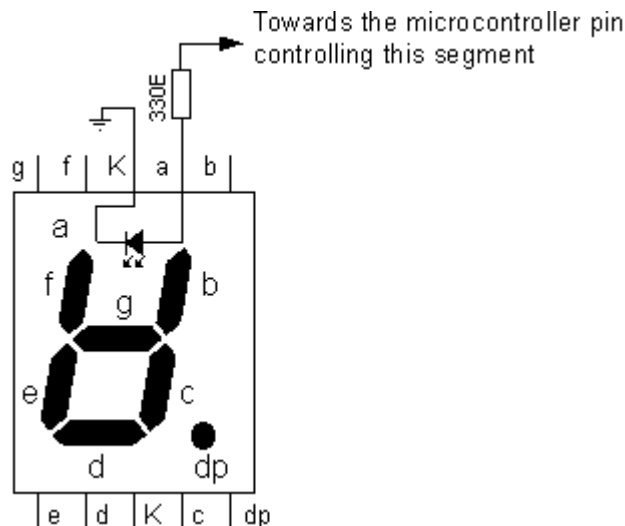 Towards the microcontroller pin
controlling this segment
330E
g f K a b
a
f b
g
e c
d dp
e d K c dp